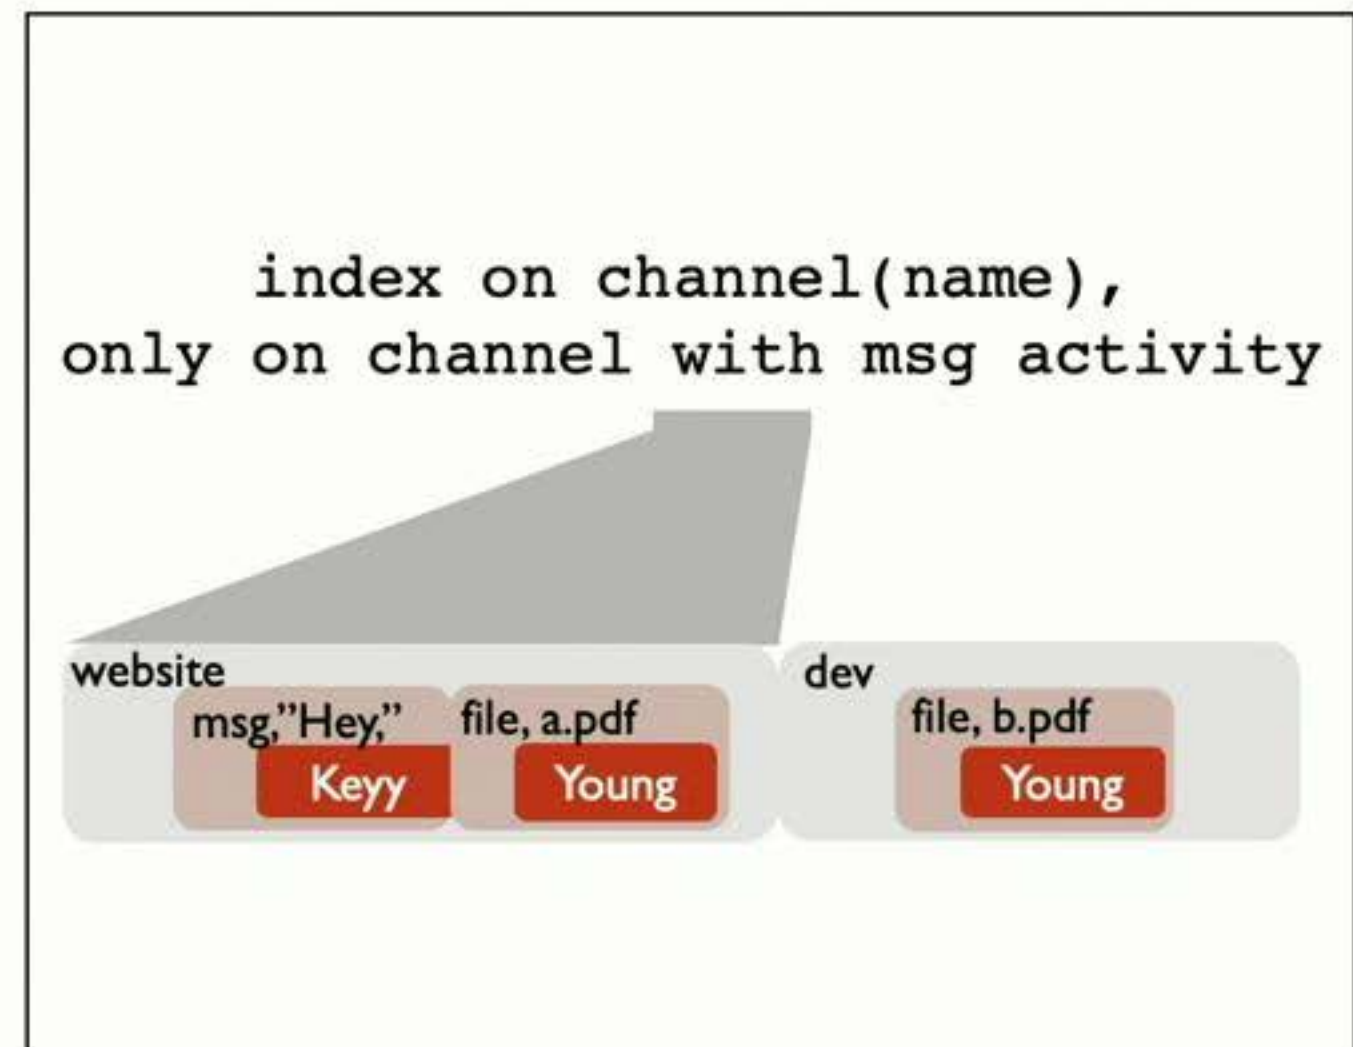 index on channel(name),
only on channel with msg activity
website
msg,”Hey,”
Keyy
file, a.pdf
Young
dev
file, b.pdf
Young